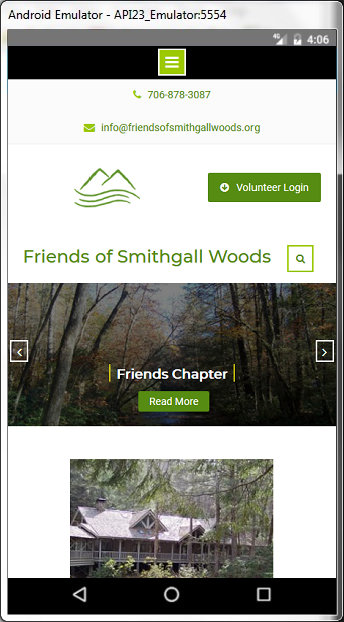 Android Emulator - API23_Emulator:5554
4G 4:06
706-878-3087
info@friendsofsmithgallwoods.org
Volunteer Login
Friends of Smithgall Woods
Friends Chapter
Read More